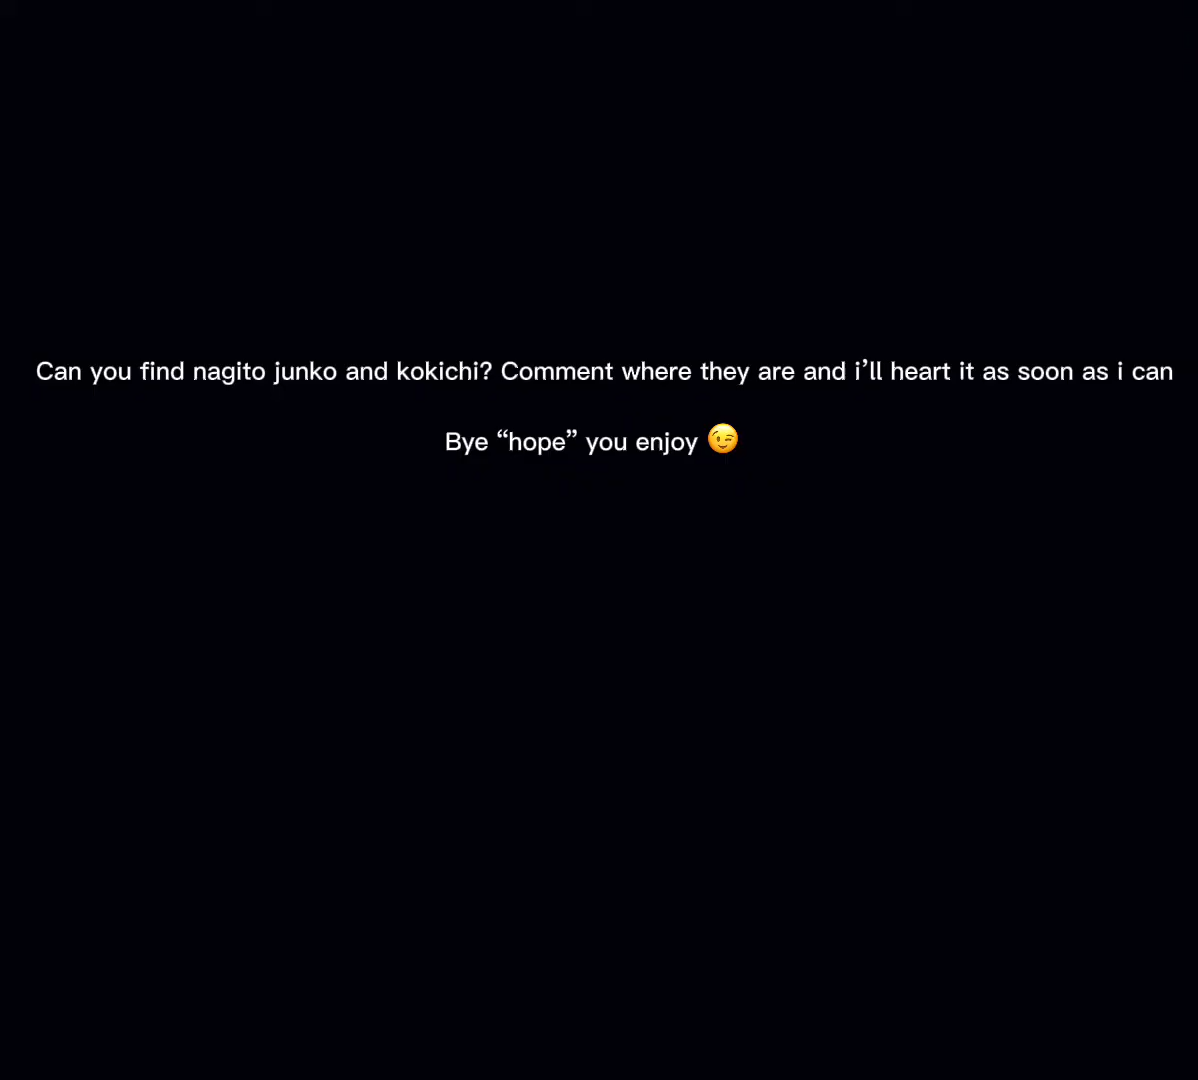 Can you find nagito junko and kokichi? Comment where they are and i’ll heart it as soon as i can
Bye “hope” you enjoy 😉